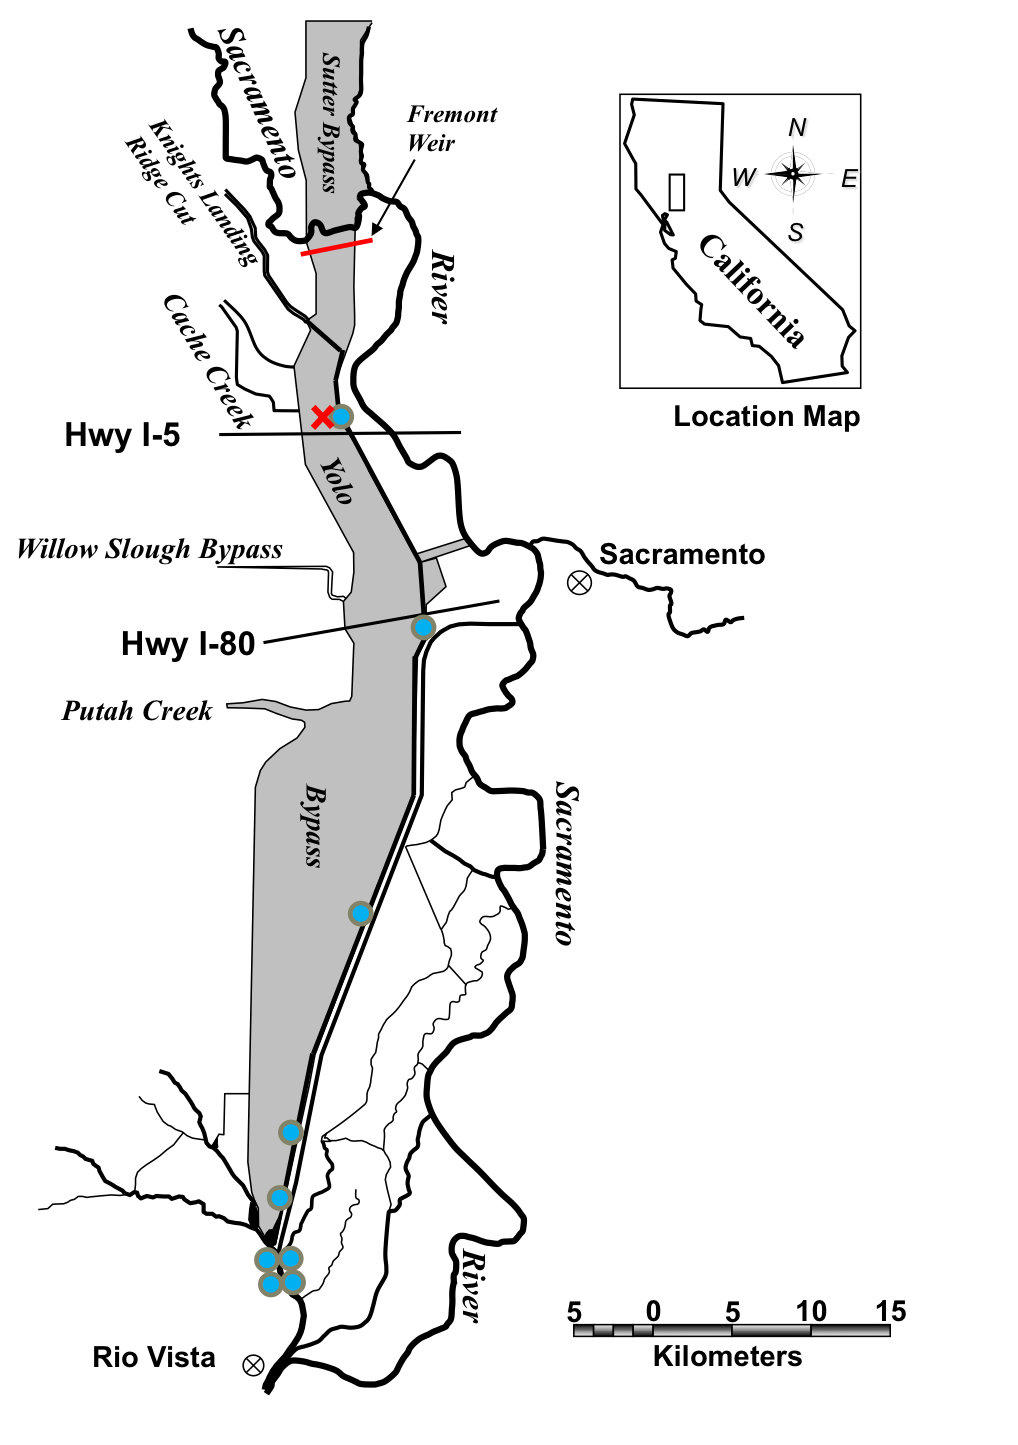 Sacramento
Sutter Bypass
Fremont
Weir
Knights Landing
Ridge Cut
River
Cache Creek
Hwy I-5
Yolo
Willow Slough Bypass
Sacramento
Hwy I-80
Putah Creek
Bypass
Sacramento
River
Rio Vista
N
W
E
S
California
Location Map
5 0 5 10 15
Kilometers